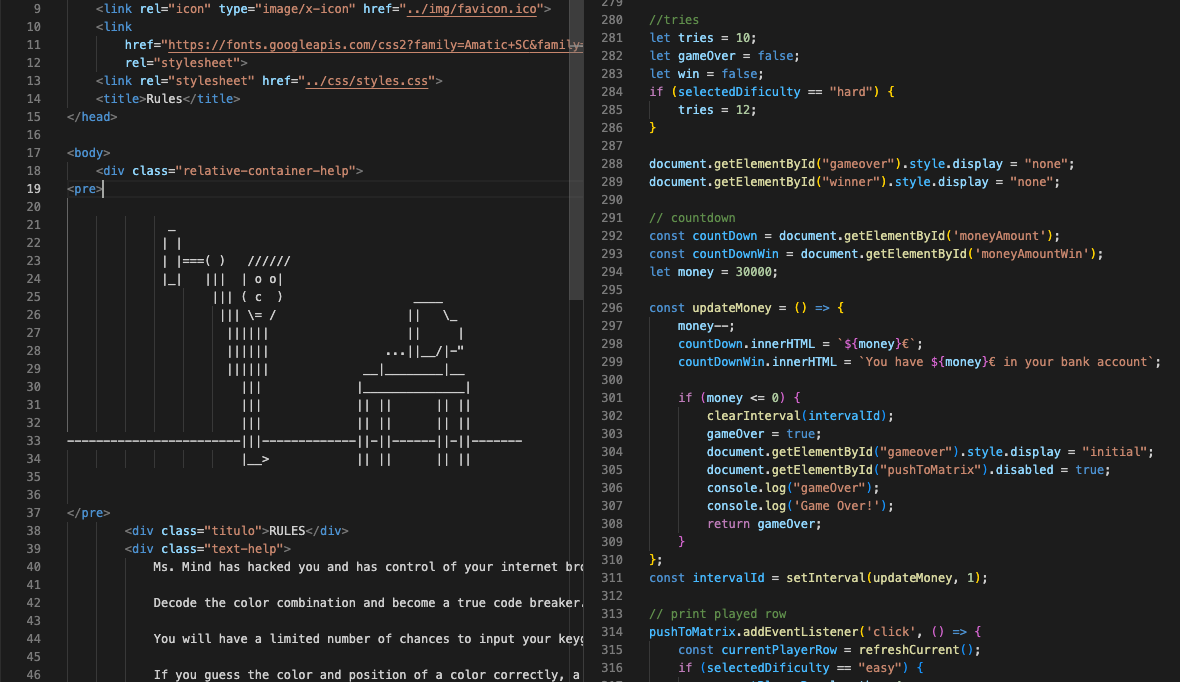 9 <link rel="icon" type="image/x-icon" href="../img/favicon.ico">
10 <link
11 href="https://fonts.googleapis.com/css2?family=Amatic+SC&family=
12 rel="stylesheet">
13 <link rel="stylesheet" href="../css/styles.css">
14 <title>Rules</title>
15 </head>
16
17 <body>
18 <div class="relative-container-help">
19 <pre>
20
21               _
22              | |
23              | |===( )   //////
24              |_|   |||  | o o|
25                     ||| ( c  )                  ____
26                      ||| \= /                  ||   \_
27                       ||||||                   ||     |
28                       ||||||                ...||__/|-"
29                       ||||||             __|________|__
30                         |||             |______________|
31                         |||             || ||      || ||
32                         |||             || ||      || ||
33 ------------------------|||-------------||-||------||-||-------
34                         |__>            || ||      || ||
35
36
37 </pre>
38 <div class="titulo">RULES</div>
39 <div class="text-help">
40 Ms. Mind has hacked you and has control of your internet bro
41
42 Decode the color combination and become a true code breaker.
43
44 You will have a limited number of chances to input your keyg
45
46 If you guess the color and position of a color correctly, a
279
280 //tries
281 let tries = 10;
282 let gameOver = false;
283 let win = false;
284 if (selectedDificulty == "hard") {
285 tries = 12;
286 }
287
288 document.getElementById("gameover").style.display = "none";
289 document.getElementById("winner").style.display = "none";
290
291 // countdown
292 const countDown = document.getElementById('moneyAmount');
293 const countDownWin = document.getElementById('moneyAmountWin');
294 let money = 30000;
295
296 const updateMoney = () => {
297 money--;
298 countDown.innerHTML = `${money}€`;
299 countDownWin.innerHTML = `You have ${money}€ in your bank account`;
300
301 if (money <= 0) {
302 clearInterval(intervalId);
303 gameOver = true;
304 document.getElementById("gameover").style.display = "initial";
305 document.getElementById("pushToMatrix").disabled = true;
306 console.log("gameOver");
307 console.log('Game Over!');
308 return gameOver;
309 }
310 };
311 const intervalId = setInterval(updateMoney, 1);
312
313 // print played row
314 pushToMatrix.addEventListener('click', () => {
315 const currentPlayerRow = refreshCurrent();
316 if (selectedDificulty == "easy") {